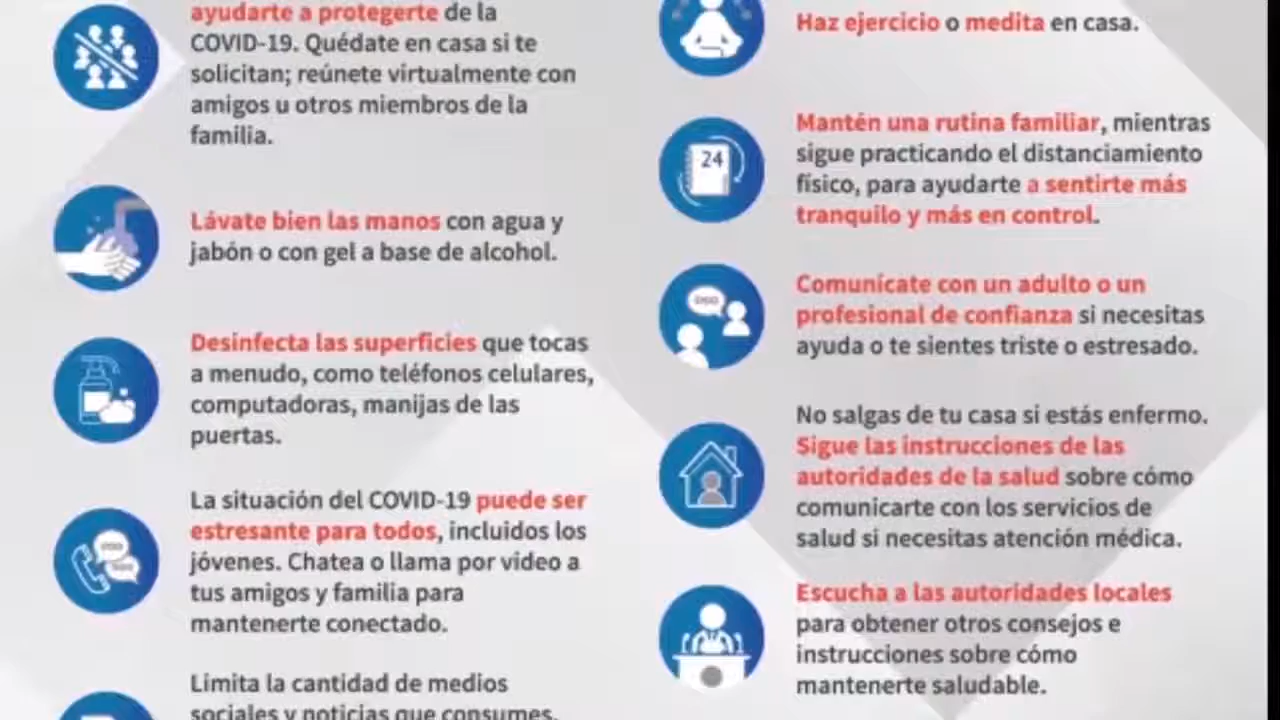 ayudarte a protegerte de la
COVID-19. Quédate en casa si te
solicitan; reúnete virtualmente con
amigos u otros miembros de la
familia.
Lávate bien las manos con agua y
jabón o con gel a base de alcohol.
Desinfecta las superficies que tocas
a menudo, como teléfonos celulares,
computadoras, manijas de las
puertas.
La situación del COVID-19 puede ser
estresante para todos, incluidos los
jóvenes. Chatea o llama por video a
tus amigos y familia para
mantenerte conectado.
Limita la cantidad de medios
sociales y noticias que consumes.
Haz ejercicio o medita en casa.
24
Mantén una rutina familiar, mientras
sigue practicando el distanciamiento
físico, para ayudarte a sentirte más
tranquilo y más en control.
Comunícate con un adulto o un
profesional de confianza si necesitas
ayuda o te sientes triste o estresado.
No salgas de tu casa si estás enfermo.
Sigue las instrucciones de las
autoridades de la salud sobre cómo
comunicarte con los servicios de
salud si necesitas atención médica.
Escucha a las autoridades locales
para obtener otros consejos e
instrucciones sobre cómo
mantenerte saludable.